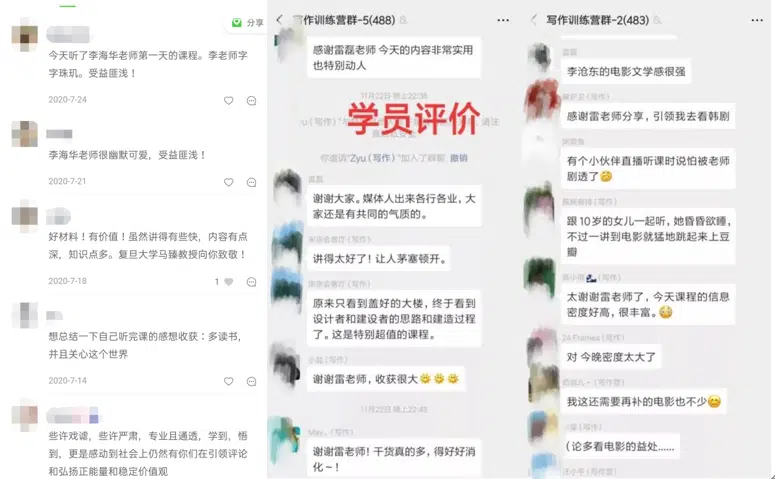 分享
今天听了李海华老师第一天的课程。李老师字
字珠玑。受益匪浅！
2020-7-24
李海华老师很幽默可爱，受益匪浅！
2020-7-21
好材料！有价值！虽然讲得有些快，内容有点
深，知识点多。复旦大学马臻教授向你致敬！
2020-7-18
1
想总结一下自己听完课的感想收获：多读书，
并且关心这个世界
2020-7-14
些许戏谑，些许严肃，专业且通透，学到，悟
到，更是感动到社会上仍然有你们在引领评论
和弘扬正能量和稳定价值观
写作训练营群-5(488)
感谢雷磊老师 今天的内容非常实用
也特别动人
11月22日 晚上22:38
学员评价
你邀请"Zyu（写作）"加入了群聊 撤销
雷磊
谢谢大家。媒体人出来各行各业，大
家还是有共同的气质的。
讲得太好了！让人茅塞顿开。
原来只看到盖好的大楼，终于看到
设计者和建设者的思路和建造过程
了。这是特别超值的课程。
谢谢雷老师，收获很大
11月22日 晚上22:43
May。（写作）
谢谢雷老师！干货真的多，得好好消
化～！
写作训练营群-2(483)
雷磊
李沧东的电影文学感很强
感谢雷老师分享，引领我去看韩剧
有个小伙伴直播听课时说怕被老师
剧透了
跟10岁的女儿一起听，她昏昏欲睡，
不过一讲到电影就猛地跳起来上豆
瓣
太谢谢雷老师了，今天课程的信息
密度好高，很丰富。
24 Frames（写作）
对 今晚密度太大了
我这还需要再补的电影也不少
（论多看电影的益处......